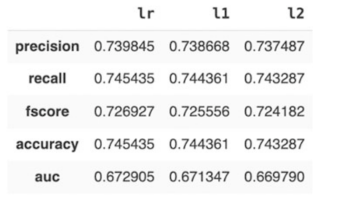 lr l1 l2
precision 0.739845 0.738668 0.737487
recall 0.745435 0.744361 0.743287
fscore 0.726927 0.725556 0.724182
accuracy 0.745435 0.744361 0.743287
auc 0.672905 0.671347 0.669790